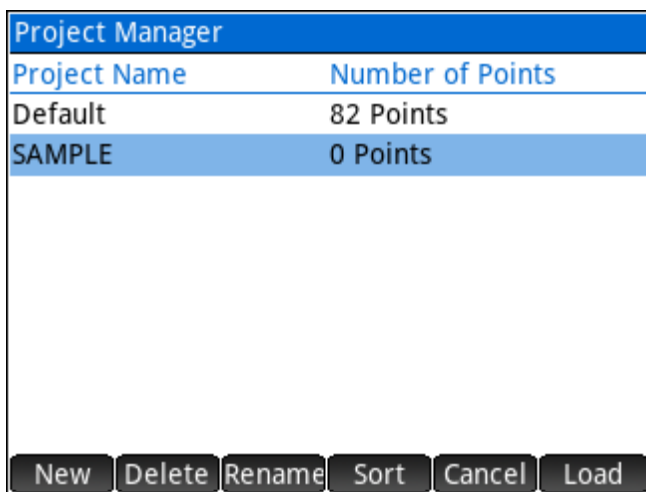 Project Manager
Project Name Number of Points
Default 82 Points
SAMPLE 0 Points
New Delete Rename Sort Cancel Load